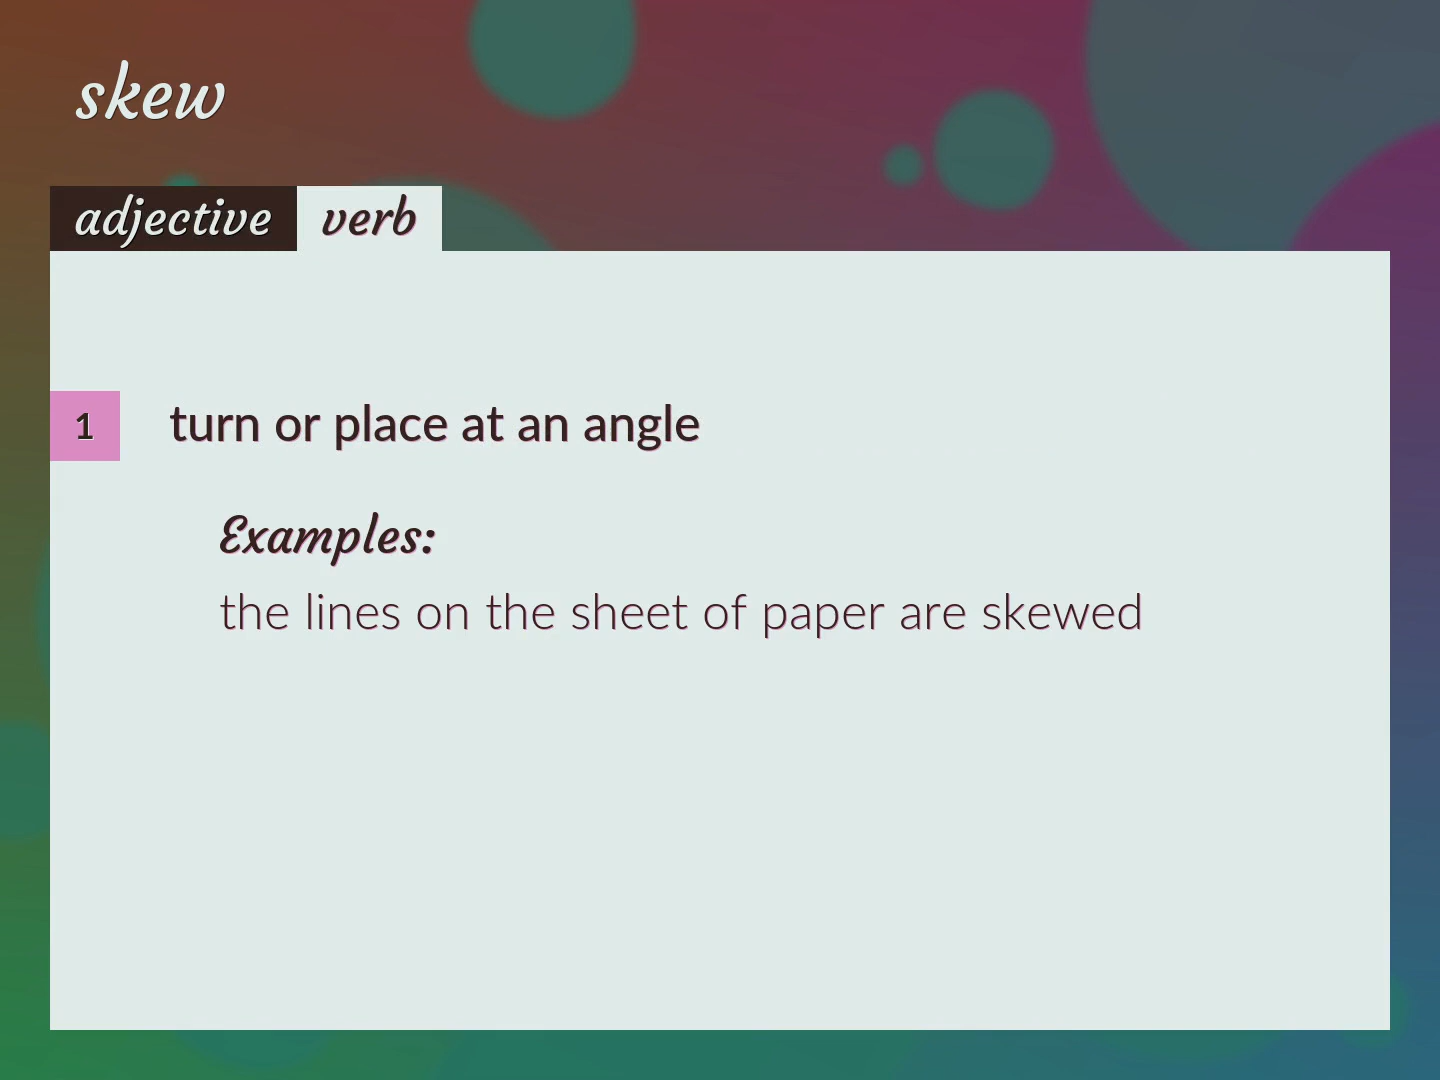 skew
adjective verb
1 turn or place at an angle
Examples:
the lines on the sheet of paper are skewed